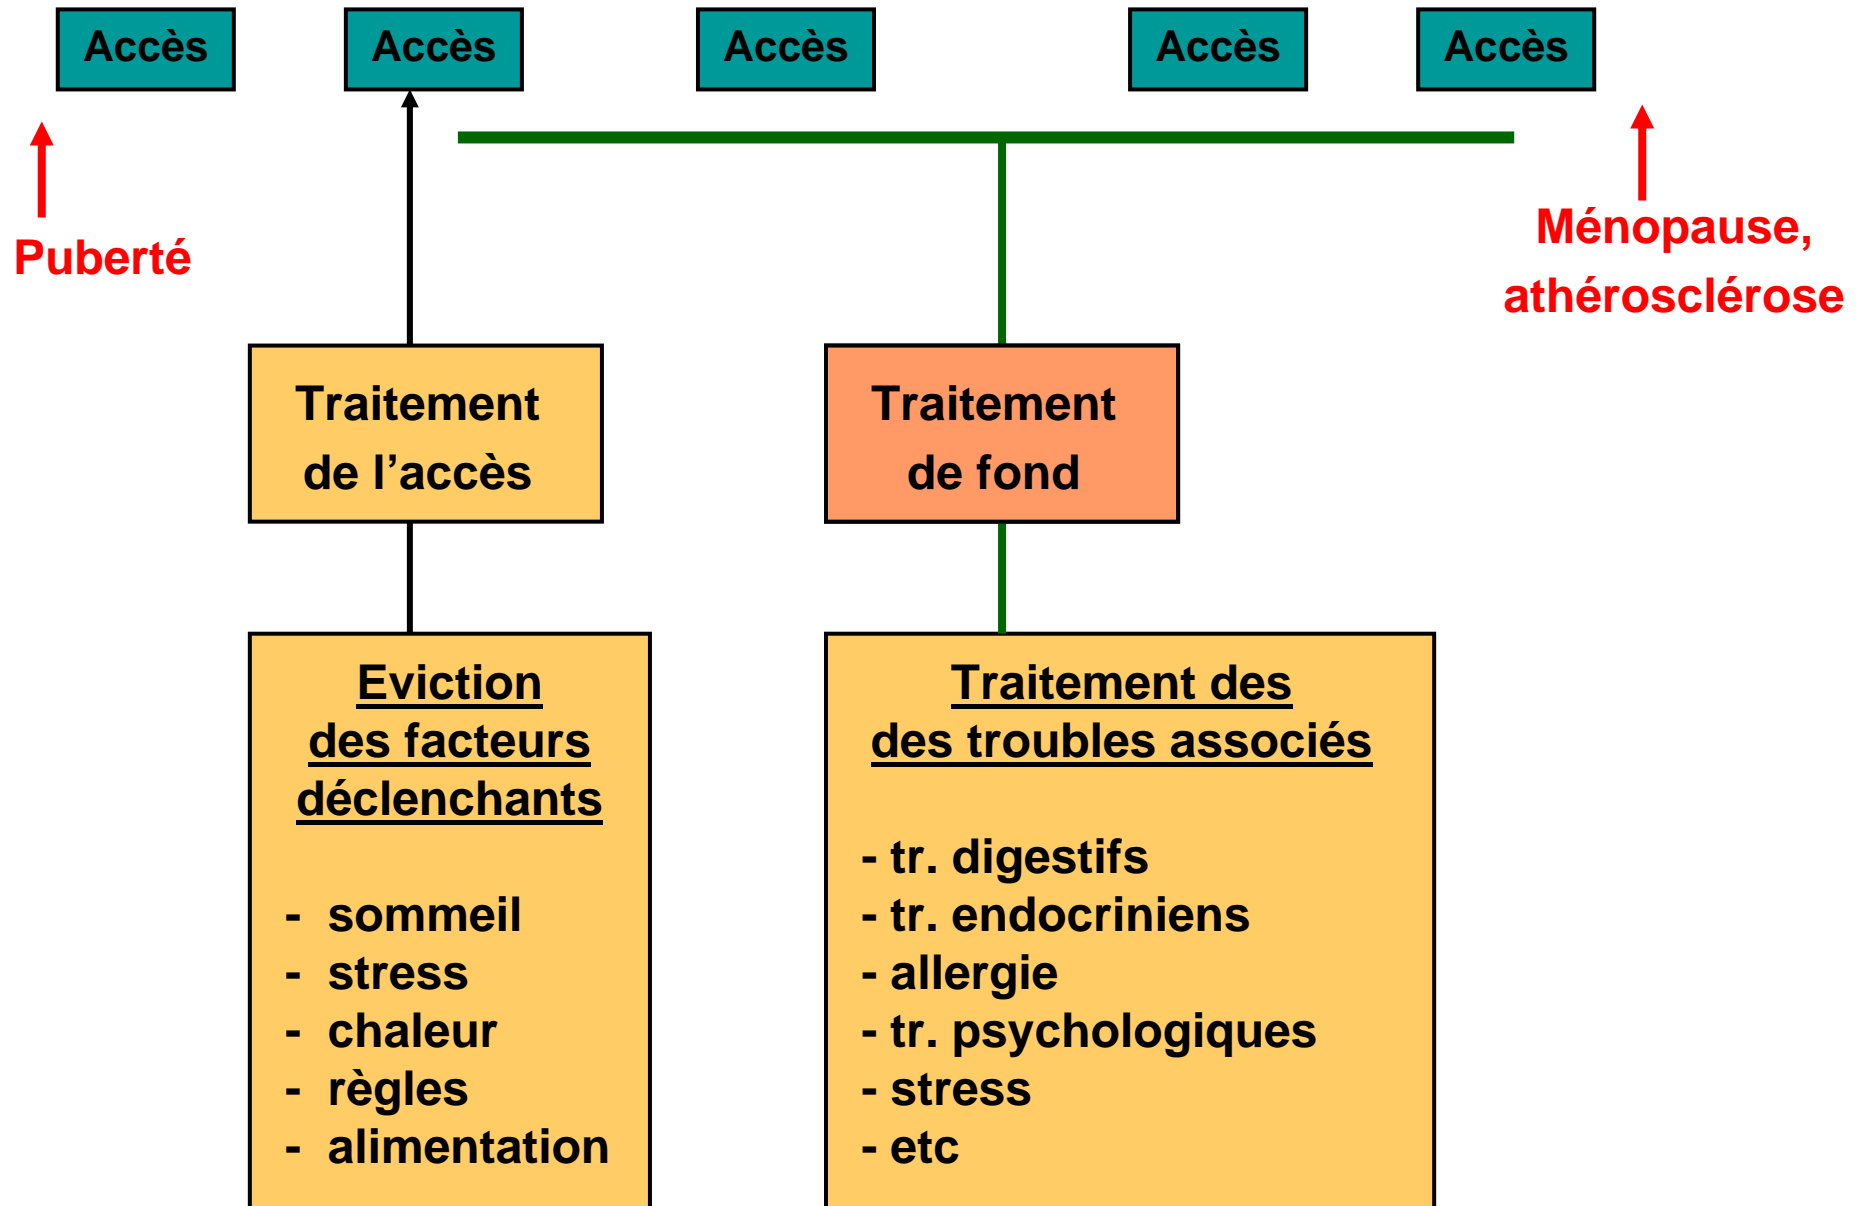 Accès
Accès
Accès
Accès
Accès
Puberté
Ménopause,
athérosclérose
Traitement
de l’accès
Traitement
de fond
Eviction
des facteurs
déclenchants
- sommeil
- stress
- chaleur
- règles
- alimentation
Traitement des
des troubles associés
- tr. digestifs
- tr. endocriniens
- allergie
- tr. psychologiques
- stress
- etc